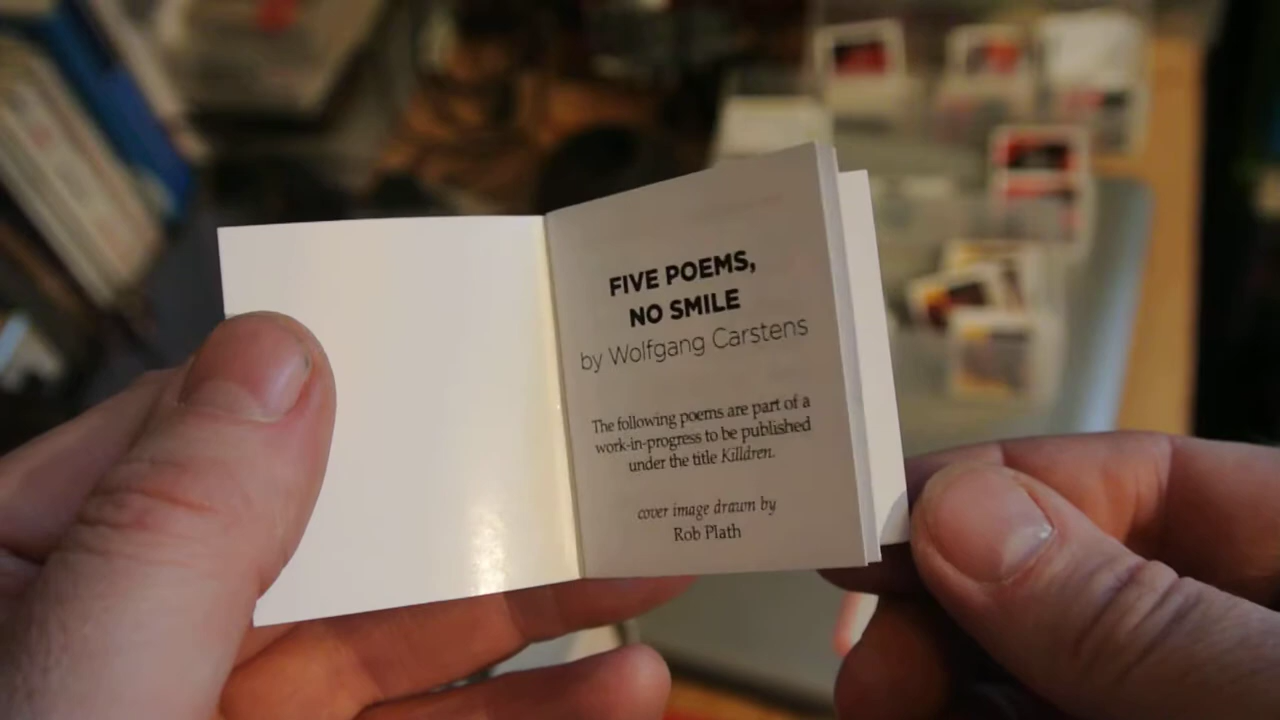 FIVE POEMS,
NO SMILE
by Wolfgang Carstens
The following poems are part of a
work-in-progress to be published
under the title Killdren.
cover image drawn by
Rob Plath